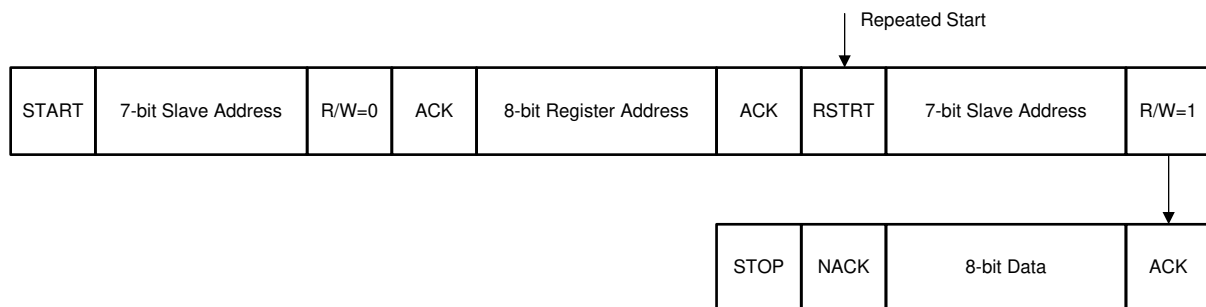 Repeated Start
START 7-bit Slave Address R/W=0 ACK 8-bit Register Address ACK RSTRT 7-bit Slave Address R/W=1
STOP NACK 8-bit Data ACK